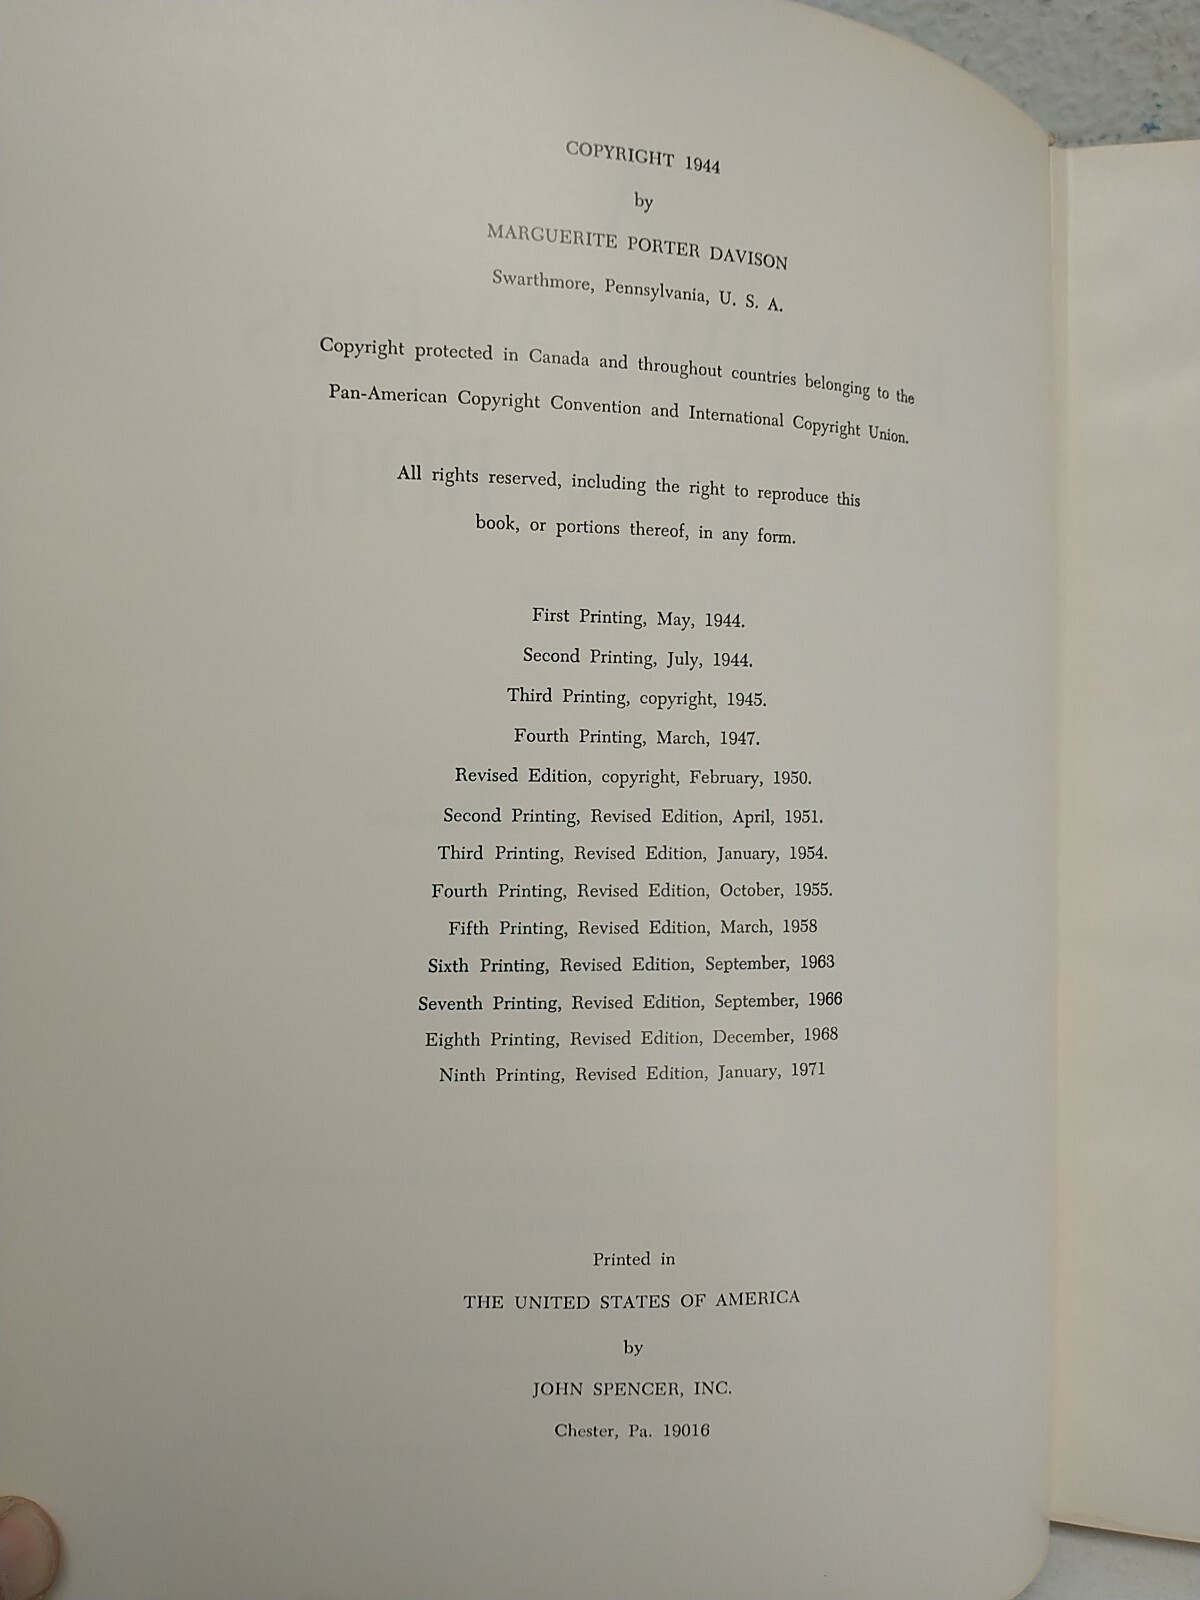 COPYRIGHT 1944
by
MARGUERITE PORTER DAVISON
Swarthmore, Pennsylvania, U. S. A.
Copyright protected in Canada and throughout countries belonging to the
Pan-American Copyright Convention and International Copyright Union.
All rights reserved, including the right to reproduce this
book, or portions thereof, in any form.
First Printing, May, 1944.
Second Printing, July, 1944.
Third Printing, copyright, 1945.
Fourth Printing, March, 1947.
Revised Edition, copyright, February, 1950.
Second Printing, Revised Edition, April, 1951.
Third Printing, Revised Edition, January, 1954.
Fourth Printing, Revised Edition, October, 1955.
Fifth Printing, Revised Edition, March, 1958
Sixth Printing, Revised Edition, September, 1963
Seventh Printing, Revised Edition, September, 1966
Eighth Printing, Revised Edition, December, 1968
Ninth Printing, Revised Edition, January, 1971
Printed in
THE UNITED STATES OF AMERICA
by
JOHN SPENCER, INC.
Chester, Pa. 19016